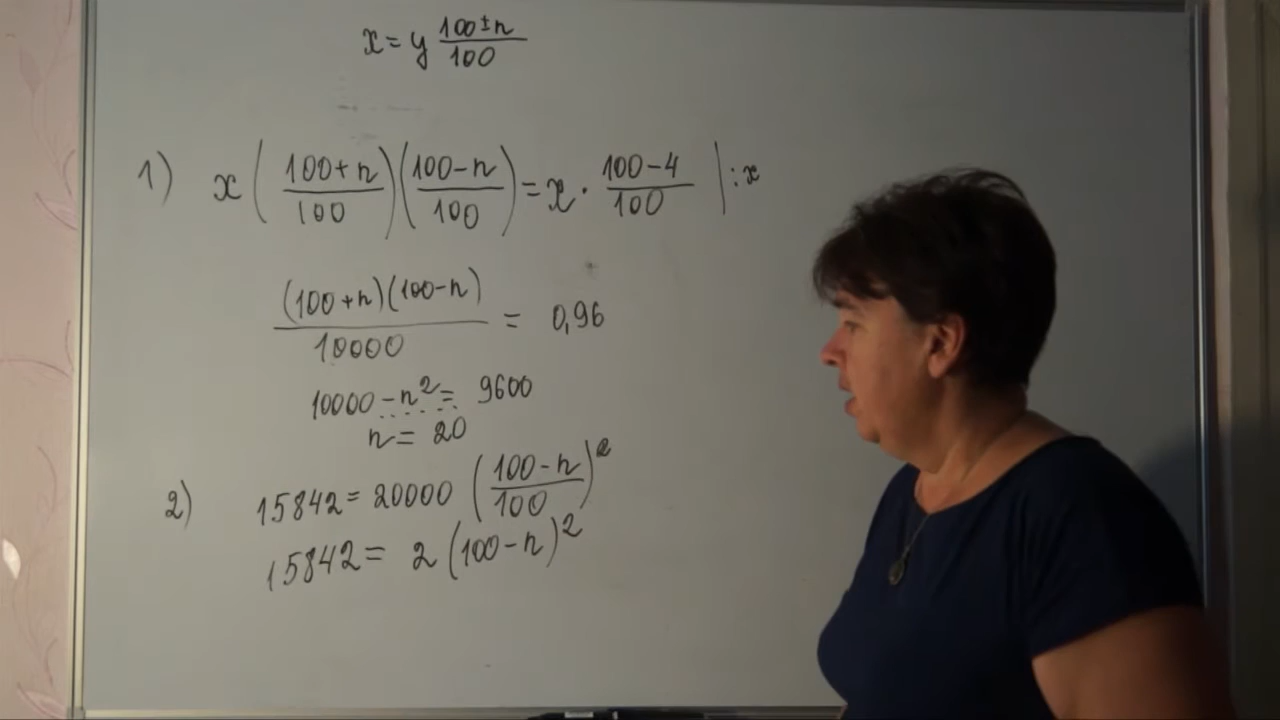 x = y (100 ± n)/100
1) x ((100 + n)/100) ((100 - n)/100) = x · (100 - 4)/100 | : x
((100 + n)(100 - n))/10000 = 0,96
10000 - n² = 9600
n = 20
2) 15842 = 20000 ((100 - n)/100)²
15842 = 2 (100 - n)²